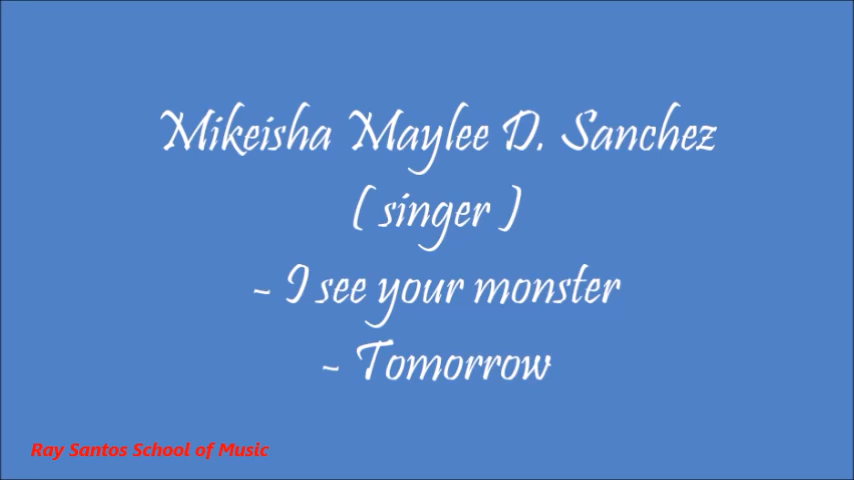 Mikeisha Maylee D. Sanchez
( singer )
- I see your monster
- Tomorrow
Ray Santos School of Music